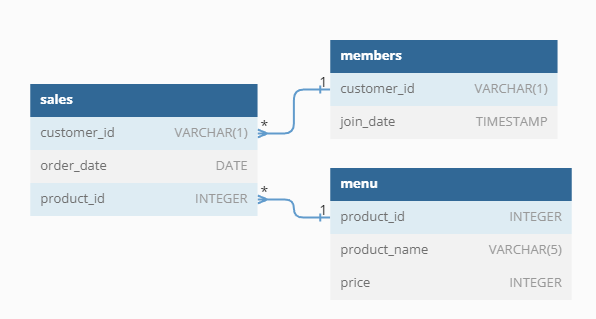 sales
customer_id VARCHAR(1)
order_date DATE
product_id INTEGER
*
*
1
1
members
customer_id VARCHAR(1)
join_date TIMESTAMP
menu
product_id INTEGER
product_name VARCHAR(5)
price INTEGER